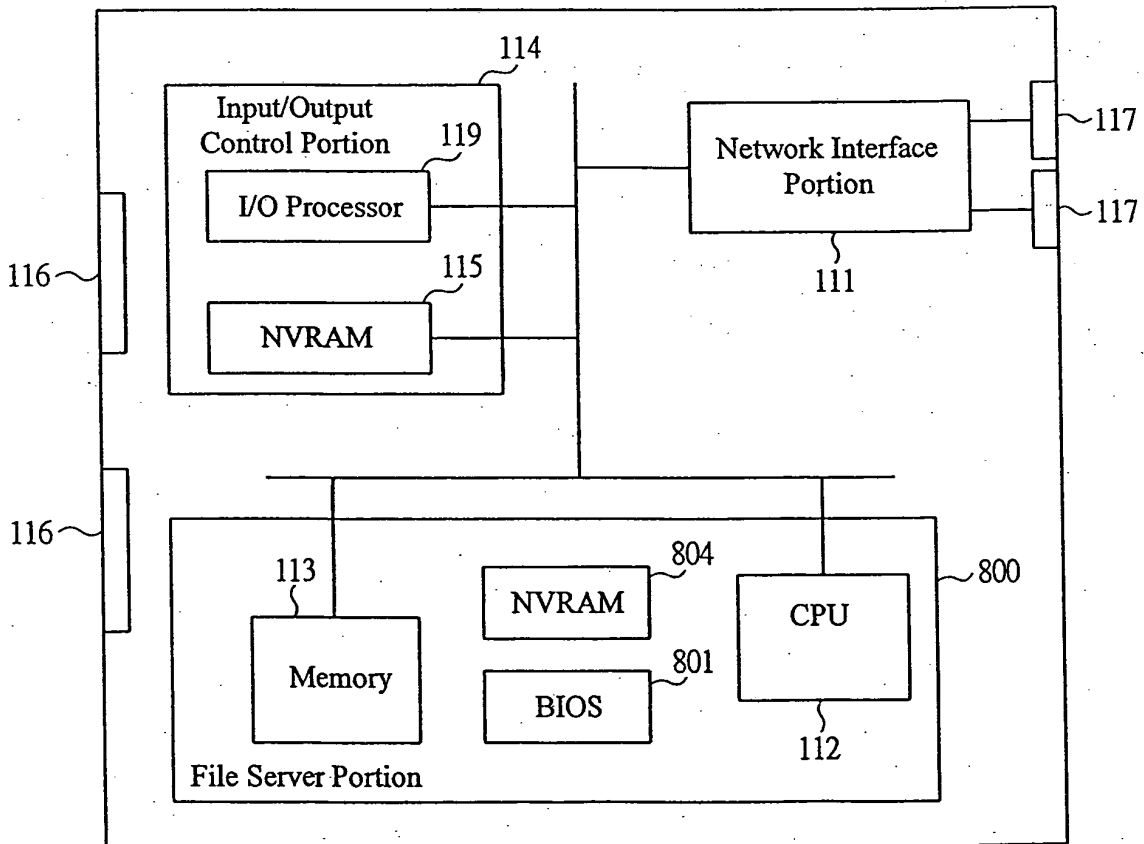 114
Input/Output
Control Portion
119
I/O Processor
115
NVRAM
Network Interface
Portion
111
117
117
116
116
113
Memory
804
NVRAM
801
BIOS
CPU
112
800
File Server Portion